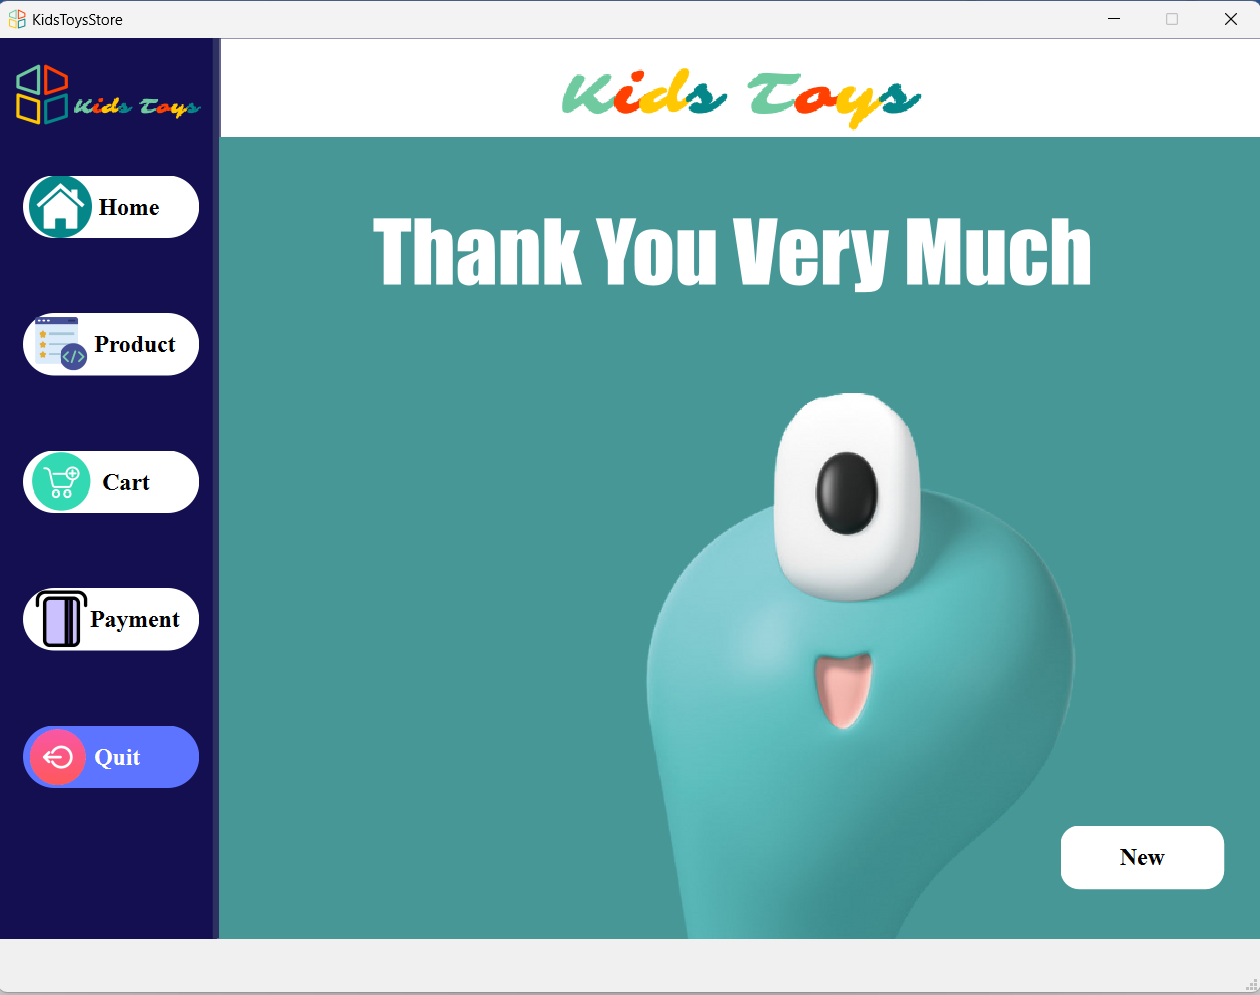 KidsToysStore
Kids Toys
Kids Toys
Home
Product
</>
Cart
Payment
Quit
Thank You Very Much
New